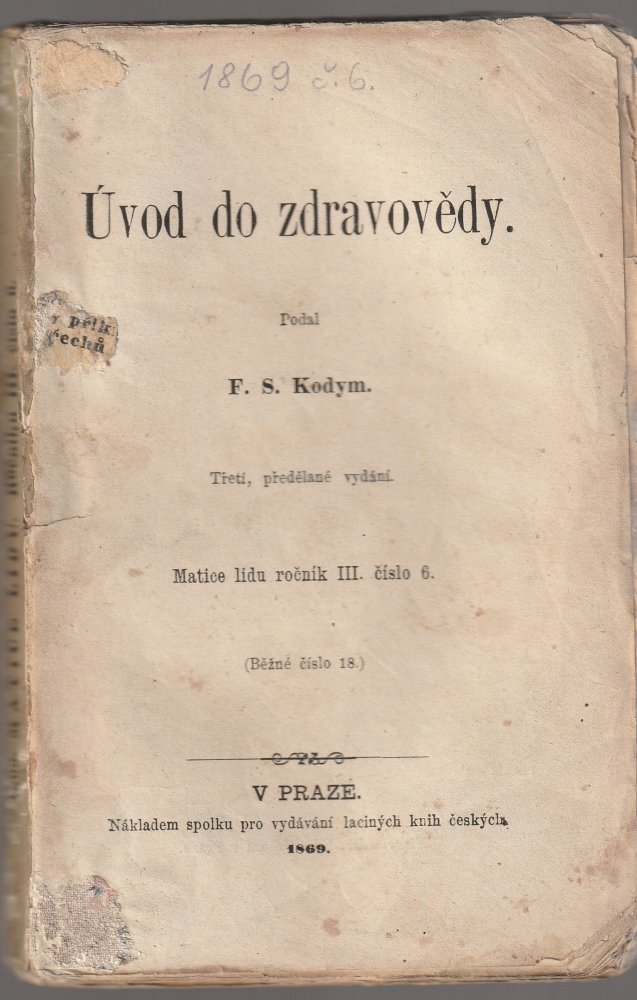 1869 č. 6.
Úvod do zdravovědy.
Podal
F. S. Kodym.
Třetí, předělané vydání.
Matice lidu ročník III. číslo 6.
(Běžné číslo 18.)
V PRAZE.
Nákladem spolku pro vydávání laciných knih českých.
1869.